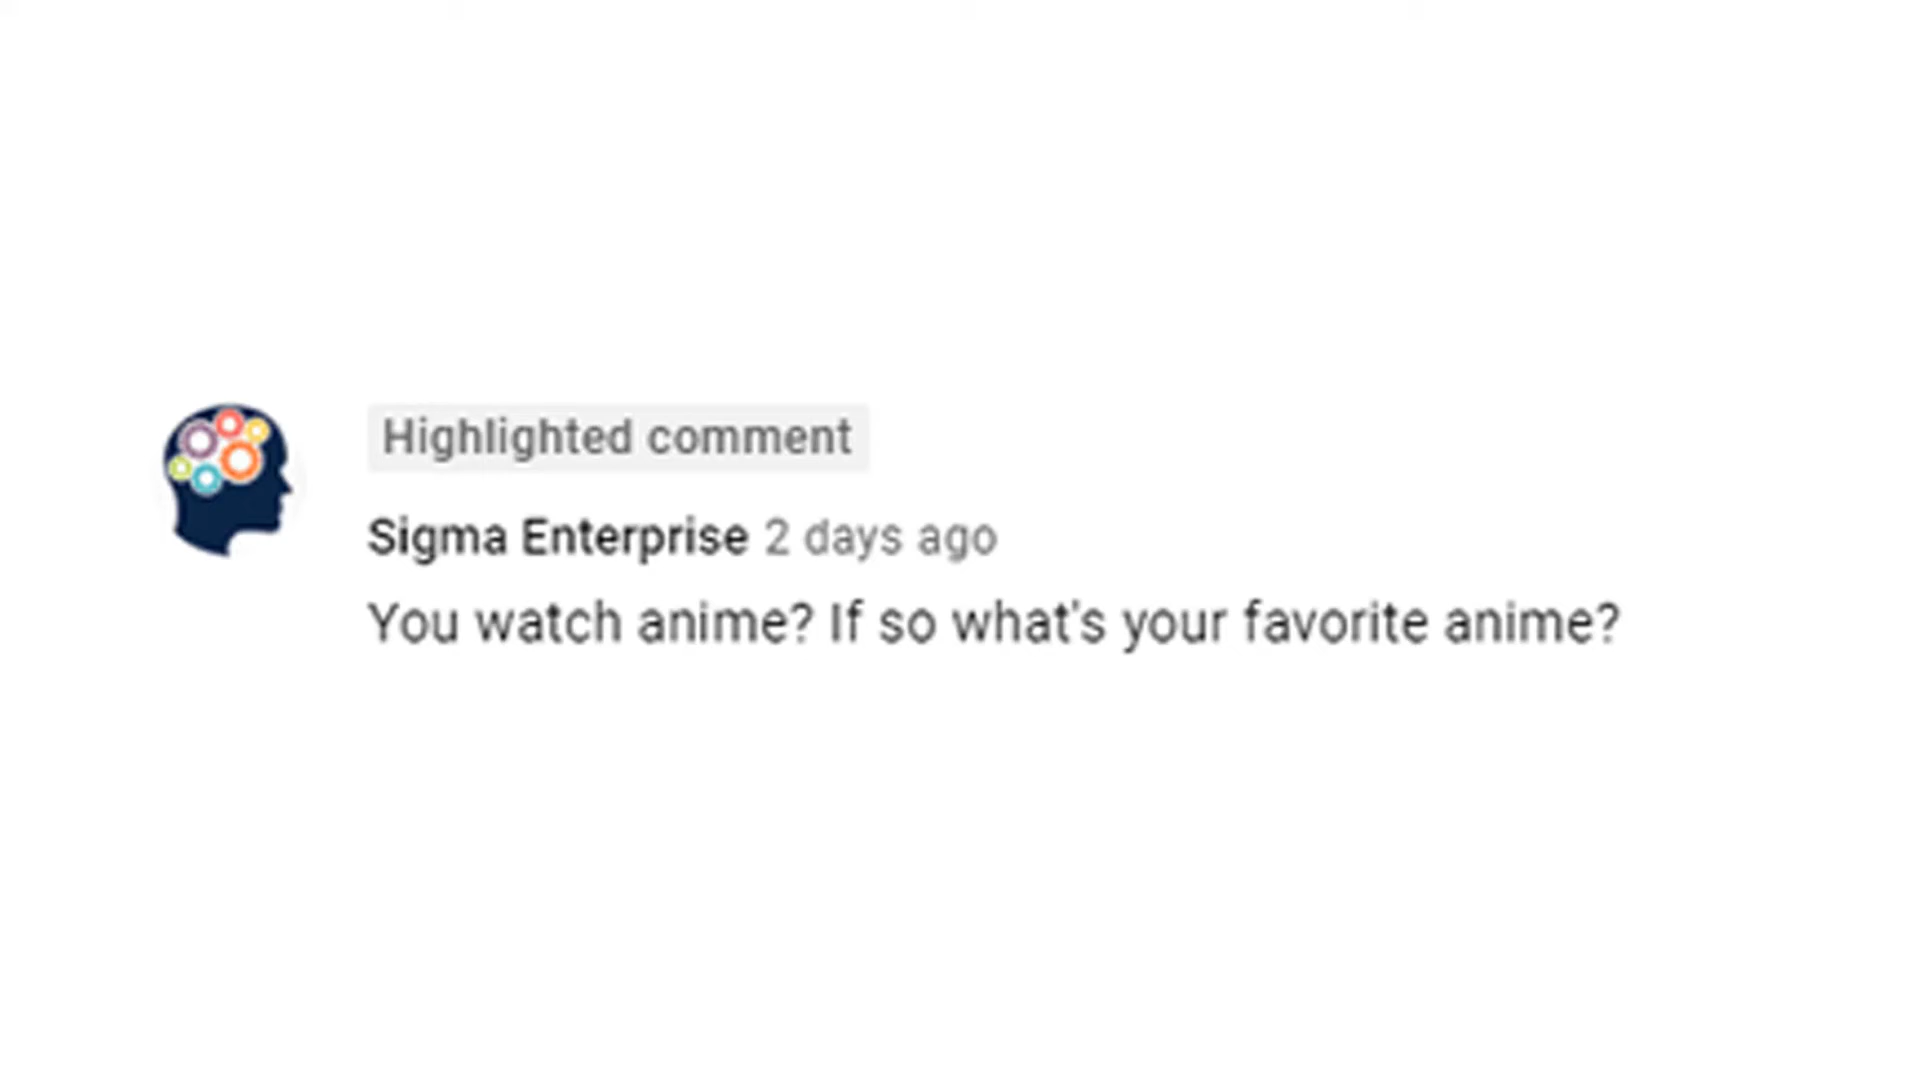 Highlighted comment
Sigma Enterprise 2 days ago
You watch anime? If so what's your favorite anime?